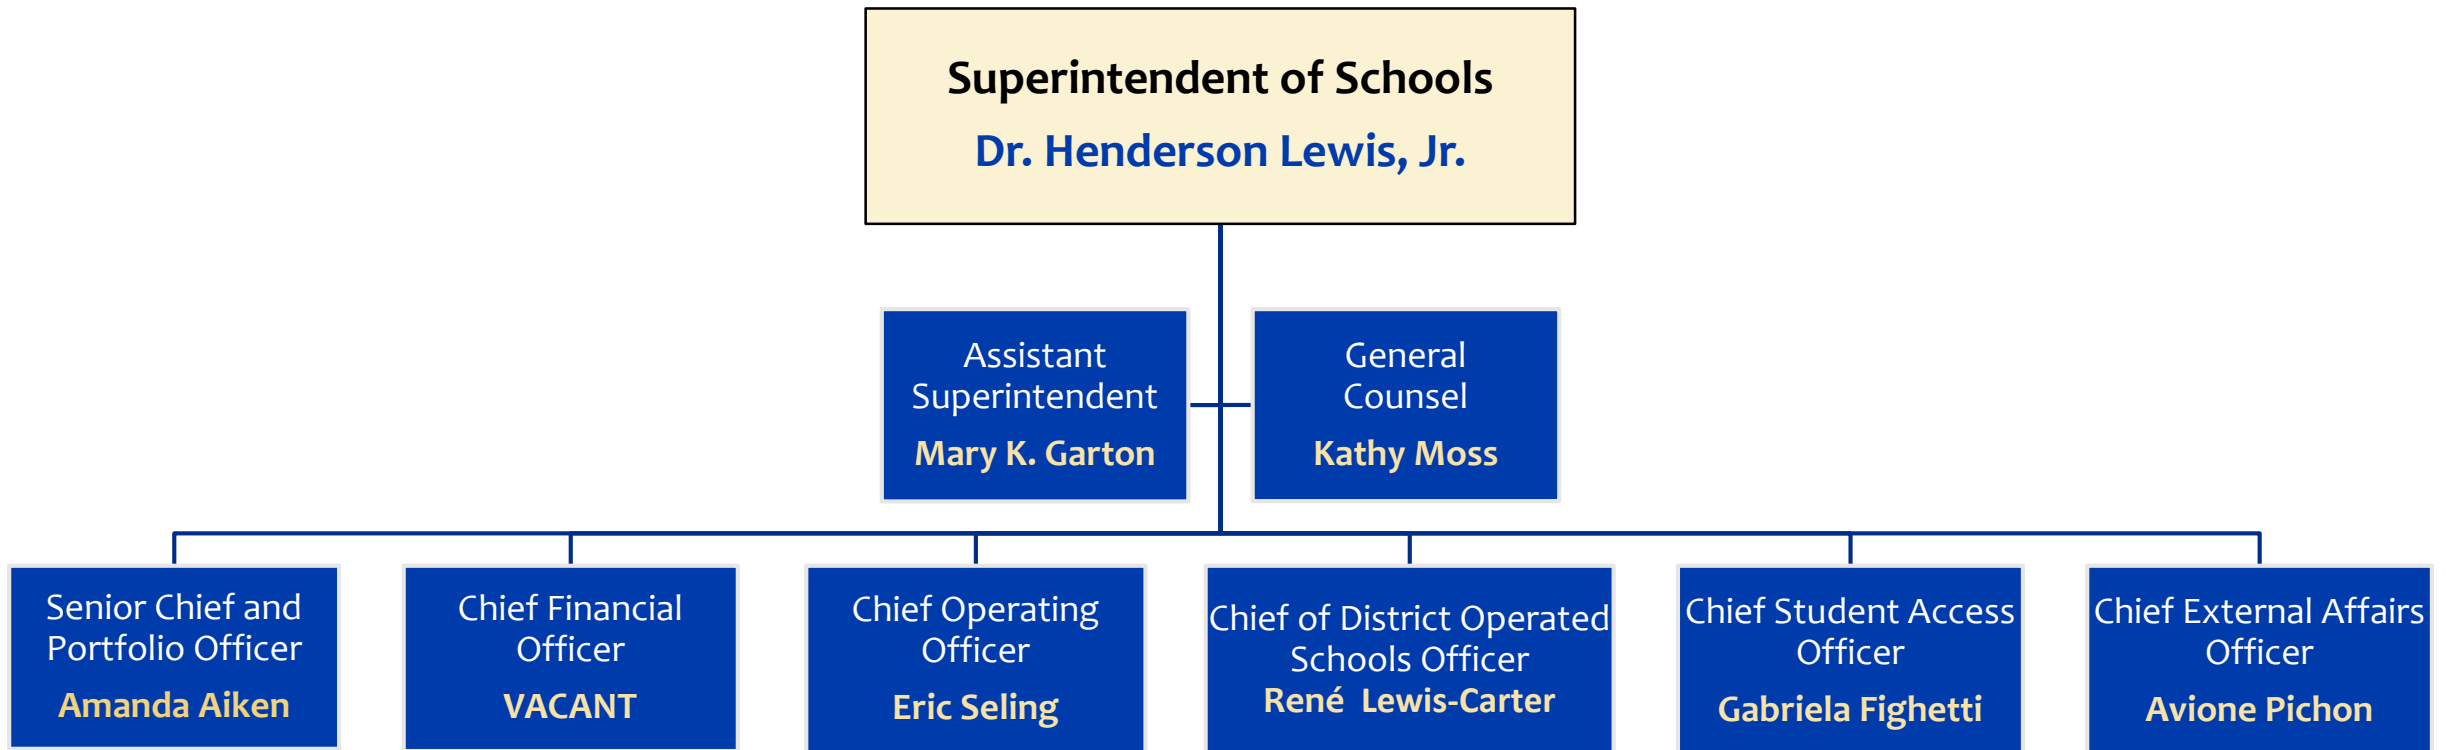 Superintendent of Schools
Dr. Henderson Lewis, Jr.
Assistant
Superintendent
Mary K. Garton
General
Counsel
Kathy Moss
Senior Chief and
Portfolio Officer
Amanda Aiken
Chief Financial
Officer
VACANT
Chief Operating
Officer
Eric Seling
Chief of District Operated
Schools Officer
René Lewis-Carter
Chief Student Access
Officer
Gabriela Fighetti
Chief External Affairs
Officer
Avione Pichon